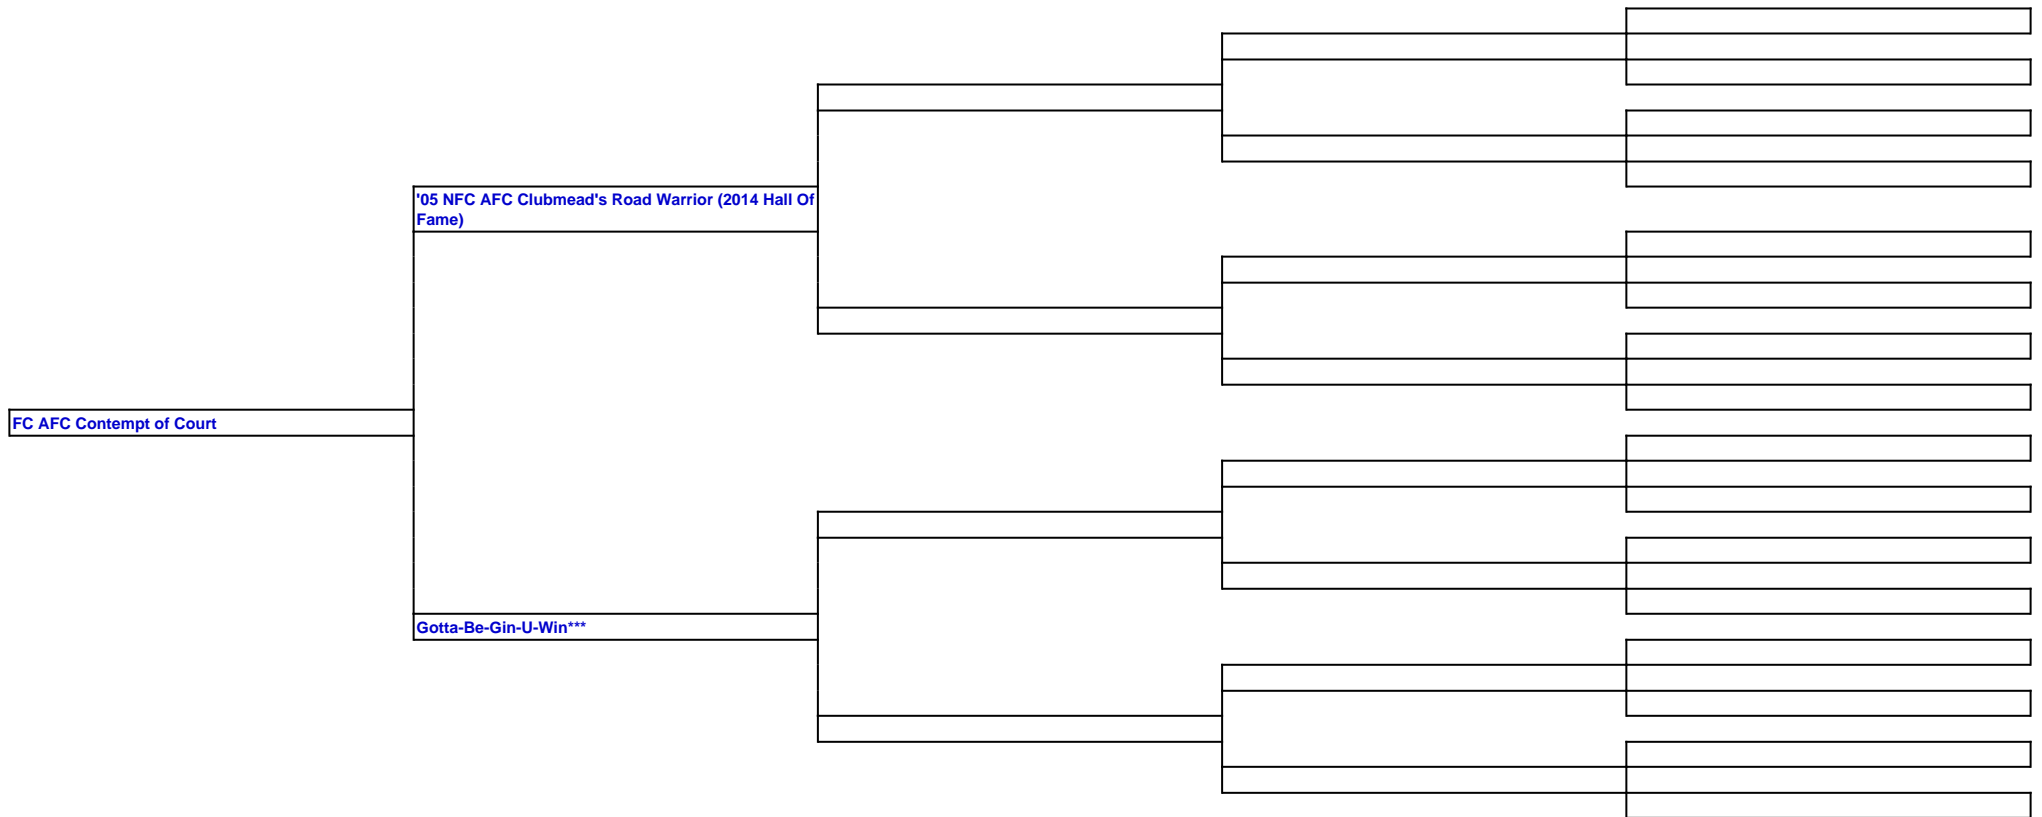 '05 NFC AFC Clubmead's Road Warrior (2014 Hall Of
Fame)
FC AFC Contempt of Court
Gotta-Be-Gin-U-Win***